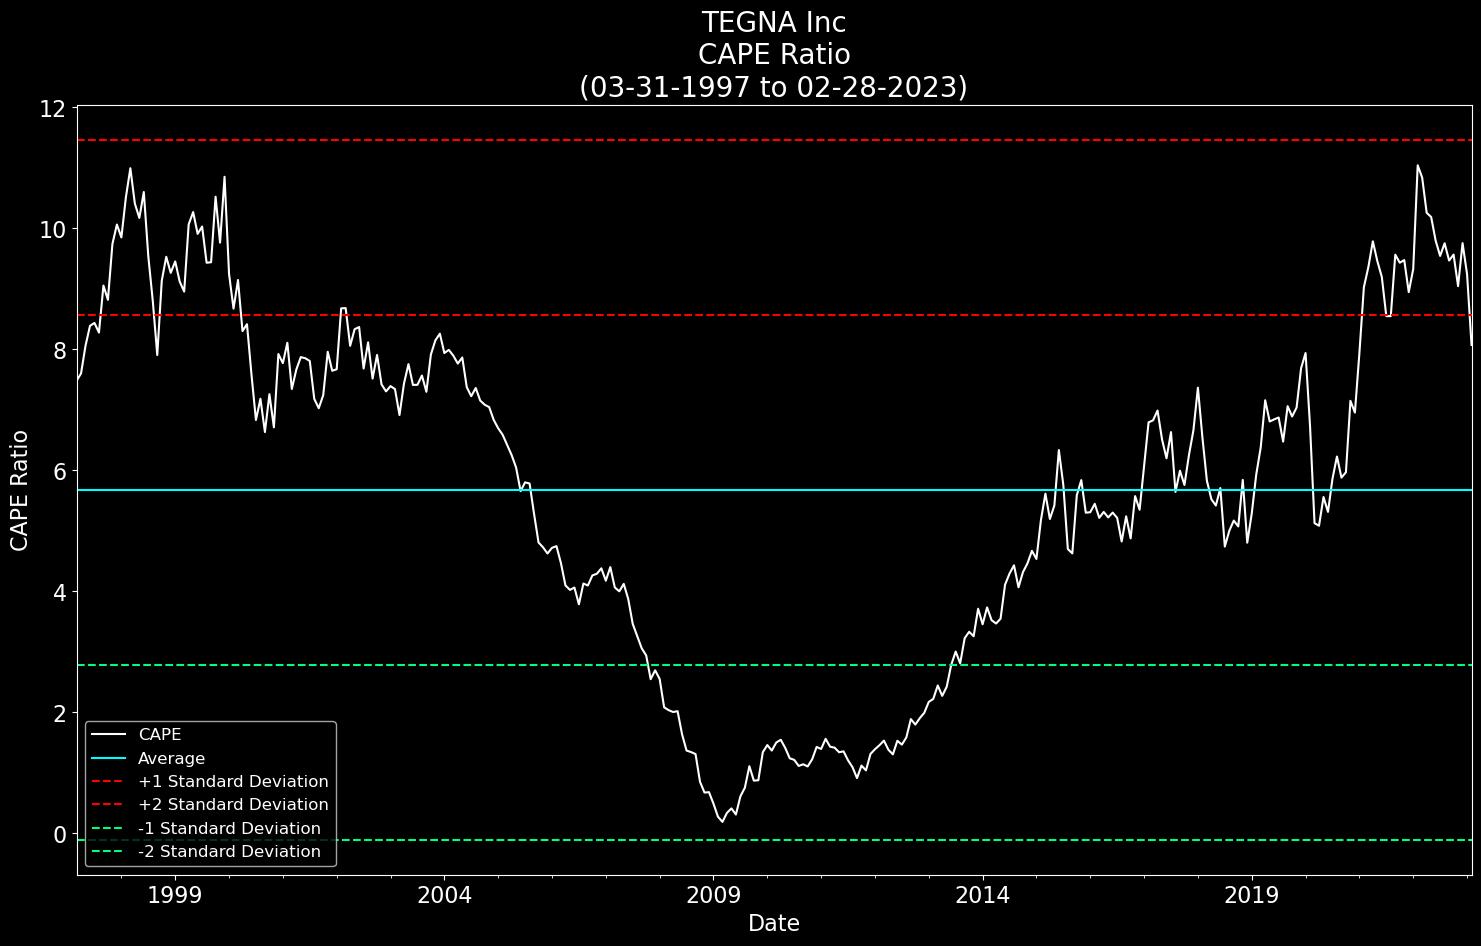 TEGNA Inc
CAPE Ratio
(03-31-1997 to 02-28-2023)
12
10
8
6
4
2
0
CAPE Ratio
CAPE
Average
+1 Standard Deviation
+2 Standard Deviation
-1 Standard Deviation
-2 Standard Deviation
1999
2004
2009
2014
2019
Date